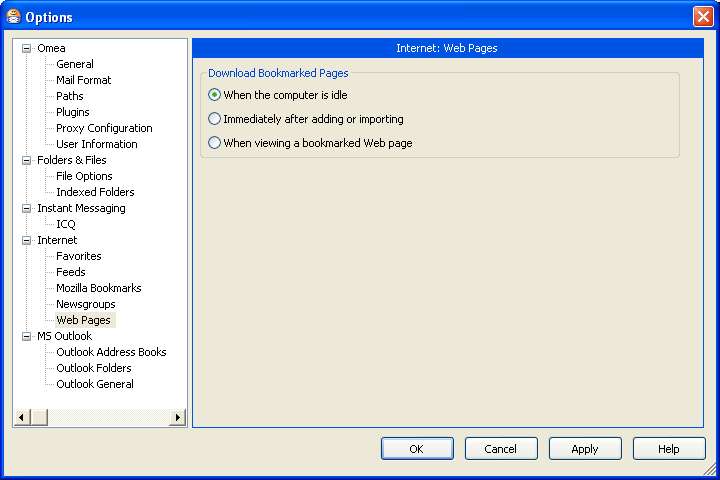 Options
Omea
General
Mail Format
Paths
Plugins
Proxy Configuration
User Information
Folders & Files
File Options
Indexed Folders
Instant Messaging
ICQ
Internet
Favorites
Feeds
Mozilla Bookmarks
Newsgroups
Web Pages
MS Outlook
Outlook Address Books
Outlook Folders
Outlook General
Internet: Web Pages
Download Bookmarked Pages
When the computer is idle
Immediately after adding or importing
When viewing a bookmarked Web page
OK Cancel Apply Help